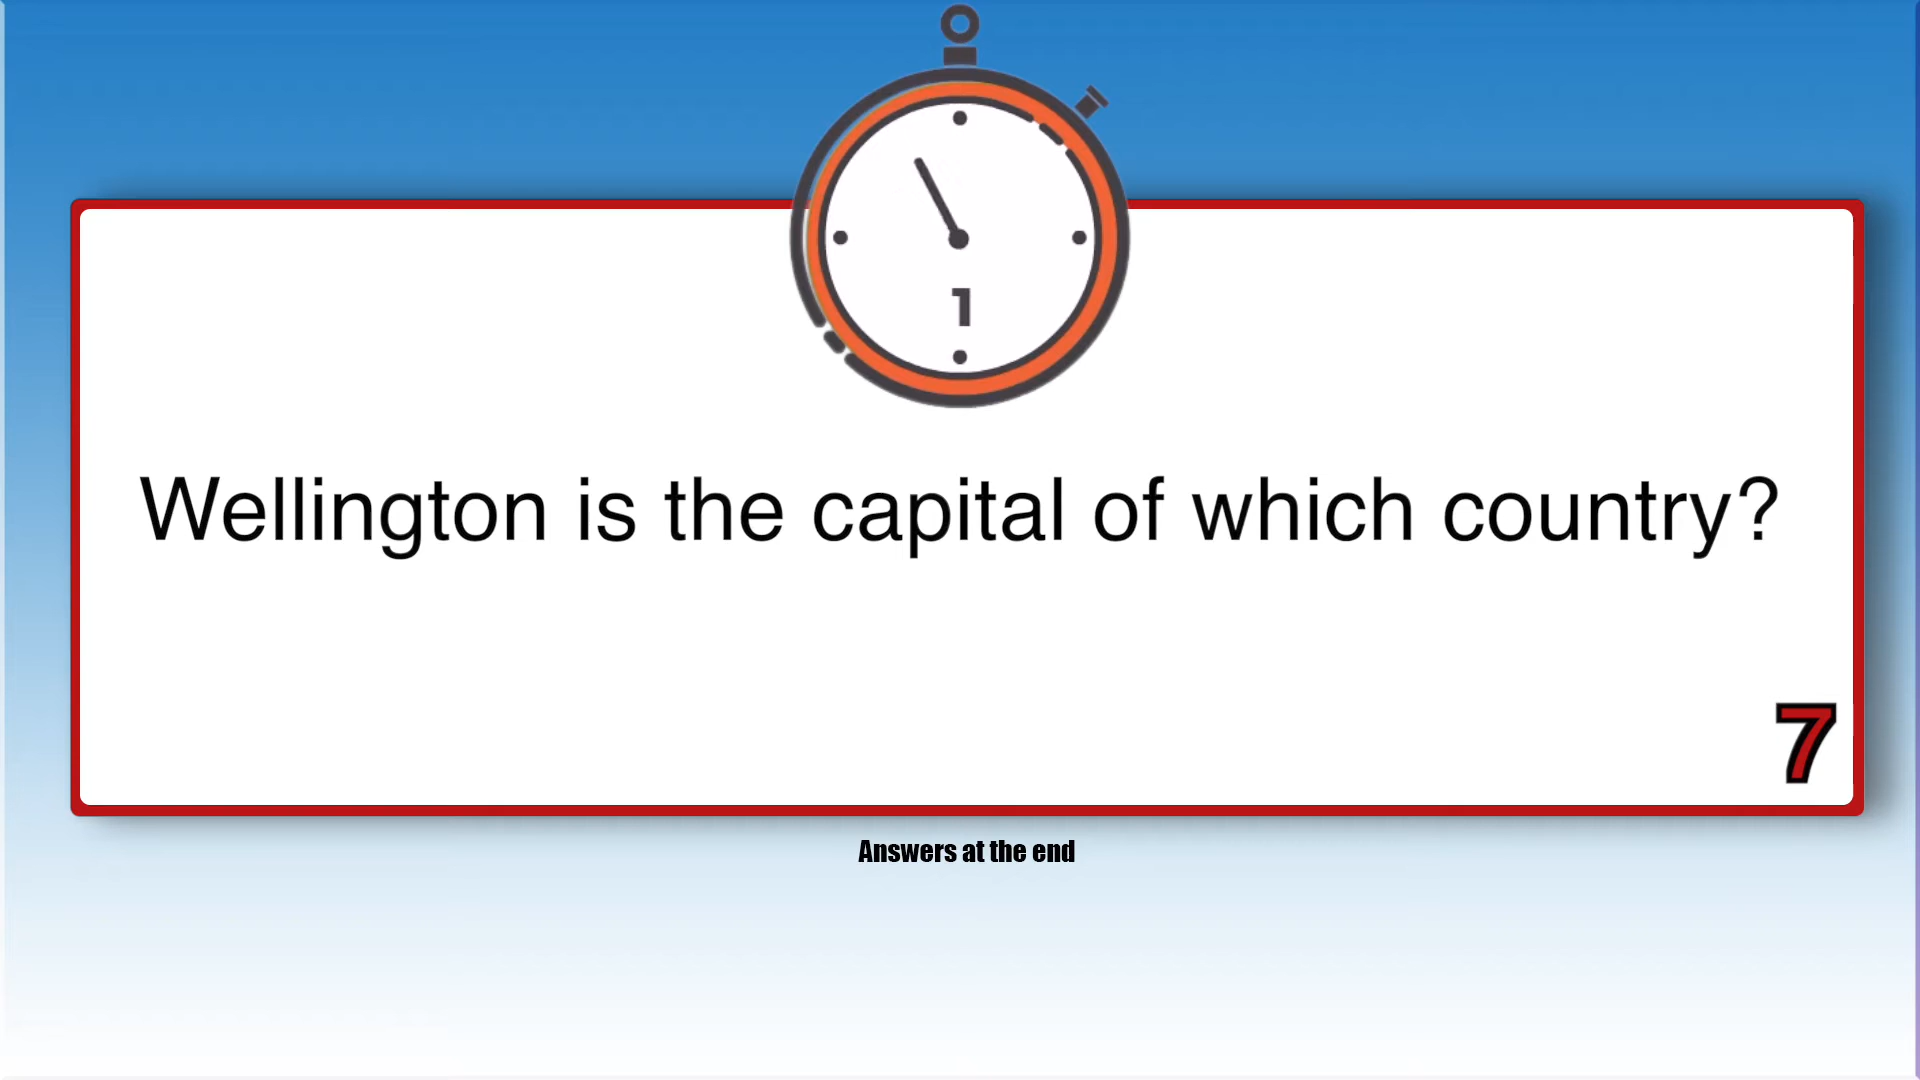 1
Wellington is the capital of which country?
7
Answers at the end